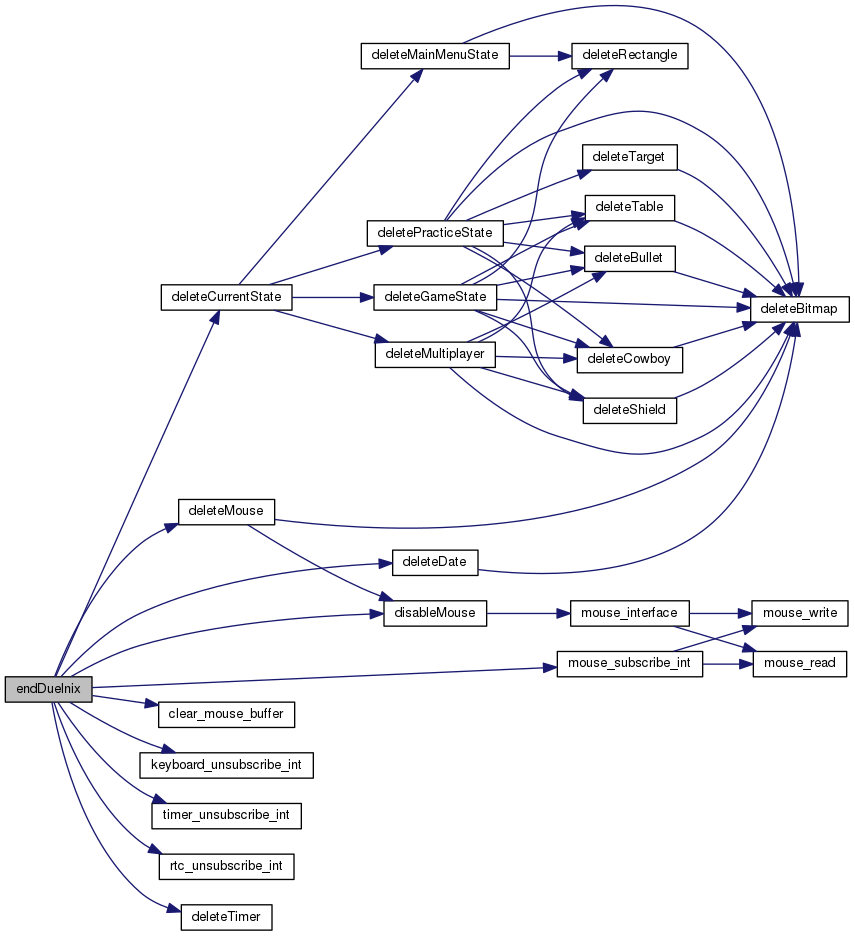 deleteMainMenuState
deleteRectangle
deleteTarget
deleteTable
deletePracticeState
deleteBullet
deleteCurrentState
deleteGameState
deleteBitmap
deleteMultiplayer
deleteCowboy
deleteShield
deleteMouse
deleteDate
disableMouse
mouse_interface
mouse_write
mouse_subscribe_int
mouse_read
endDuelnix
clear_mouse_buffer
keyboard_unsubscribe_int
timer_unsubscribe_int
rtc_unsubscribe_int
deleteTimer